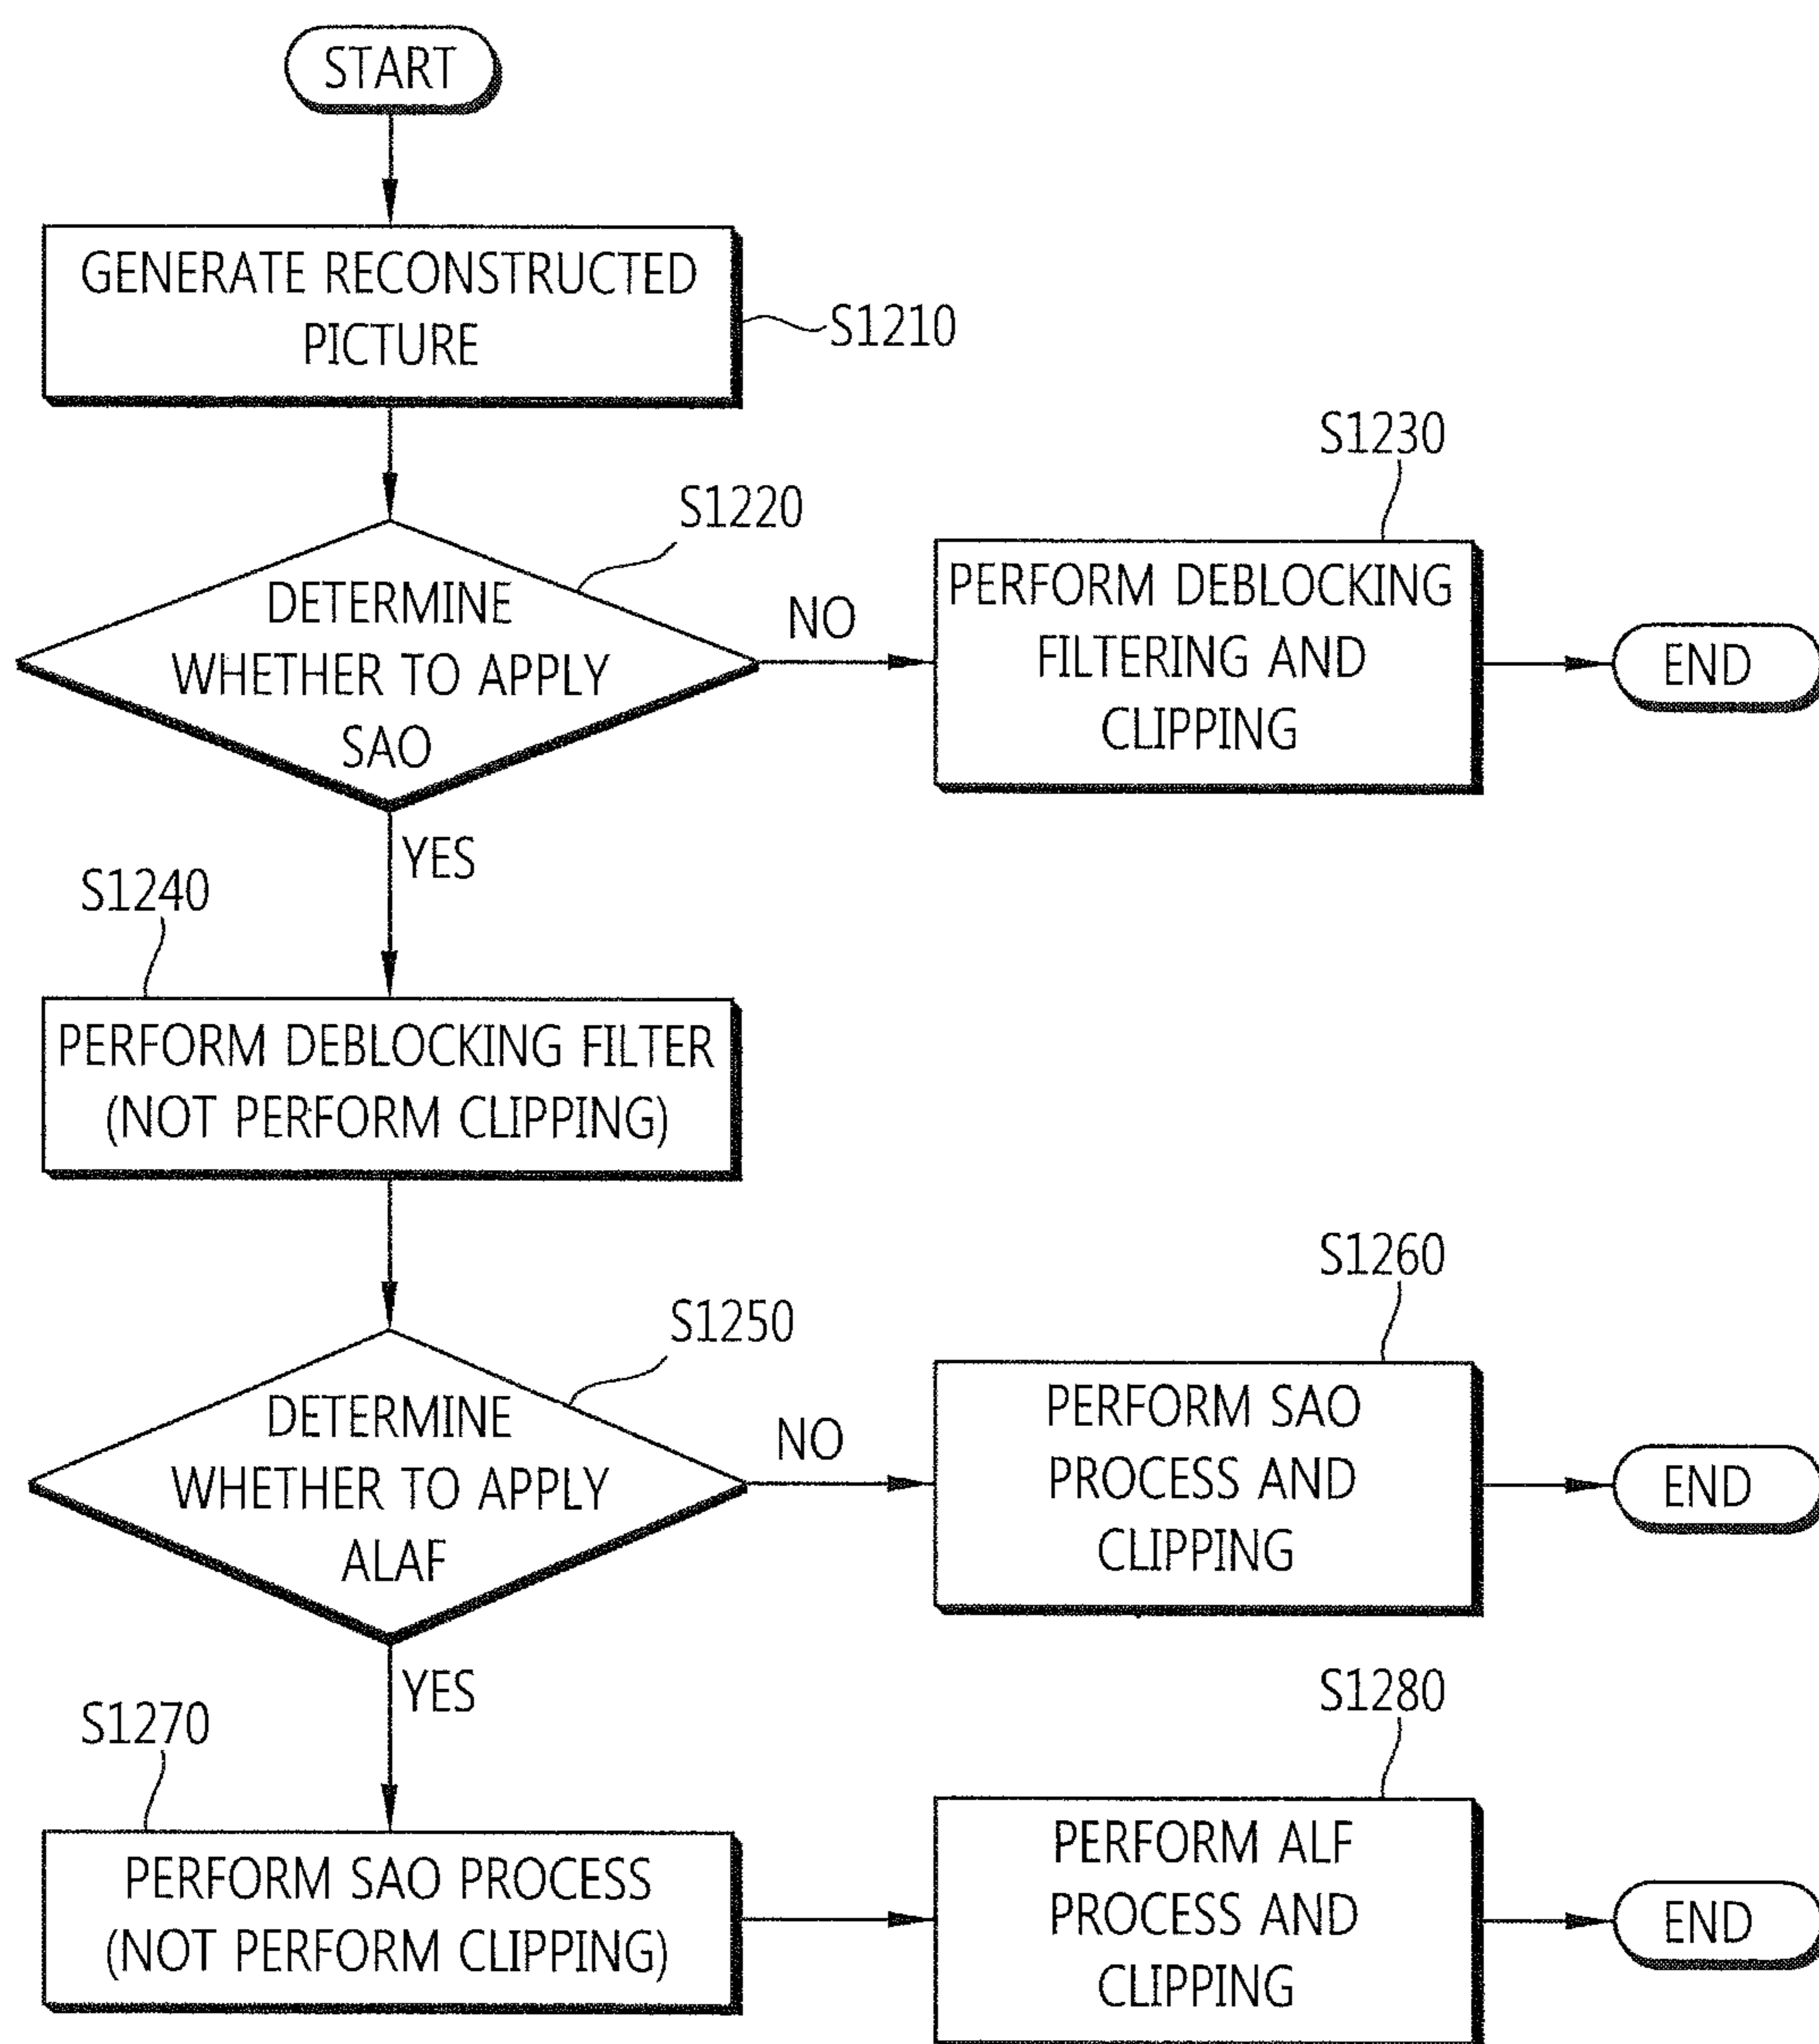 START
GENERATE RECONSTRUCTED
PICTURE
S1210
S1220
DETERMINE
WHETHER TO APPLY
SAO
NO
S1230
PERFORM DEBLOCKING
FILTERING AND
CLIPPING
END
YES
S1240
PERFORM DEBLOCKING FILTER
(NOT PERFORM CLIPPING)
S1250
DETERMINE
WHETHER TO APPLY
ALAF
NO
S1260
PERFORM SAO
PROCESS AND
CLIPPING
END
YES
S1270
PERFORM SAO PROCESS
(NOT PERFORM CLIPPING)
S1280
PERFORM ALF
PROCESS AND
CLIPPING
END